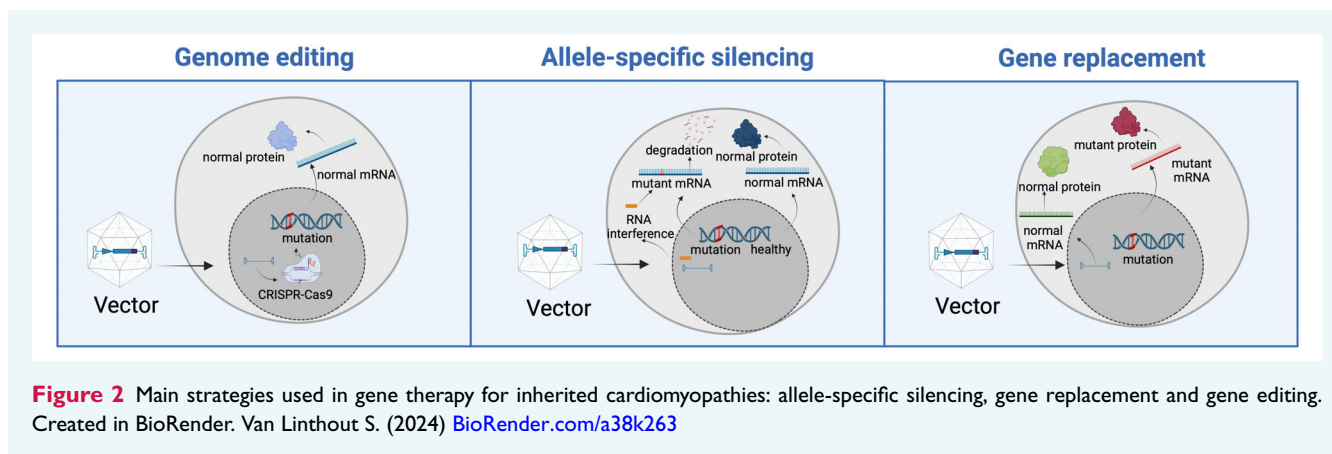 Genome editing
Allele-specific silencing
Gene replacement
normal protein
normal mRNA
mutation
CRISPR-Cas9
Vector
degradation
normal protein
mutant mRNA
normal mRNA
RNA
interference
mutation
healthy
Vector
mutant protein
mutant
mRNA
normal protein
normal
mRNA
mutation
Vector
Figure 2 Main strategies used in gene therapy for inherited cardiomyopathies: allele-specific silencing, gene replacement and gene editing.
Created in BioRender. Van Linthout S. (2024) BioRender.com/a38k263